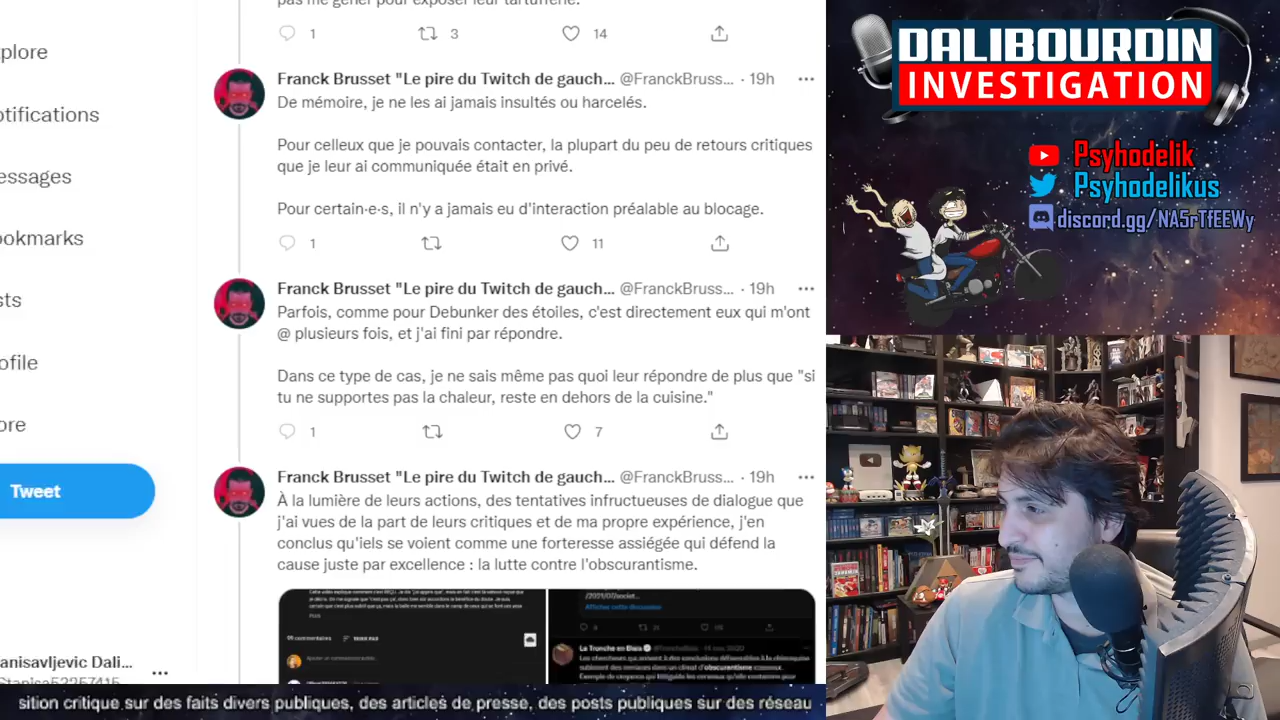 pas me gêner pour exposer leur tartufferie.
1 3 14
xplore
otifications
essages
ookmarks
sts
ofile
ore
Tweet
anisavljevic Dali...
Franck Brusset "Le pire du Twitch de gauch... @FranckBruss... · 19h
De mémoire, je ne les ai jamais insultés ou harcelés.
Pour celleux que je pouvais contacter, la plupart du peu de retours critiques
que je leur ai communiquée était en privé.
Pour certain·e·s, il n'y a jamais eu d'interaction préalable au blocage.
1 11
Franck Brusset "Le pire du Twitch de gauch... @FranckBruss... · 19h
Parfois, comme pour Debunker des étoiles, c'est directement eux qui m'ont
@ plusieurs fois, et j'ai fini par répondre.
Dans ce type de cas, je ne sais même pas quoi leur répondre de plus que "si
tu ne supportes pas la chaleur, reste en dehors de la cuisine."
1 7
Franck Brusset "Le pire du Twitch de gauch... @FranckBruss... · 19h
À la lumière de leurs actions, des tentatives infructueuses de dialogue que
j'ai vues de la part de leurs critiques et de ma propre expérience, j'en
conclus qu'iels se voient comme une forteresse assiégée qui défend la
cause juste par excellence : la lutte contre l'obscurantisme.
La Tronche en Biais
DALIBOURDIN
INVESTIGATION
Psyhodelik
Psyhodelikus
discord.gg/NA5rTfEEWy
sition critique sur des faits divers publiques, des articles de presse, des posts publiques sur des réseau